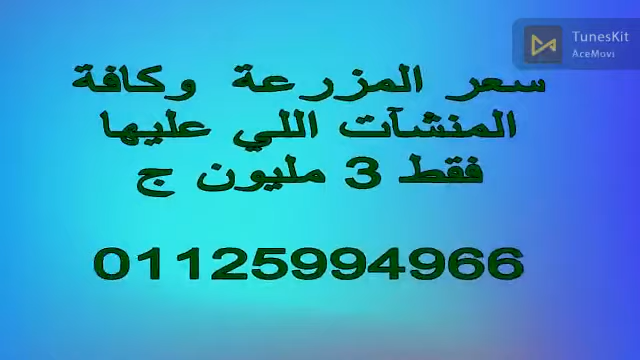 TunesKit
AceMovi
سعر المزرعة وكافة
المنشآت اللي عليها
فقط 3 مليون ج
01125994966